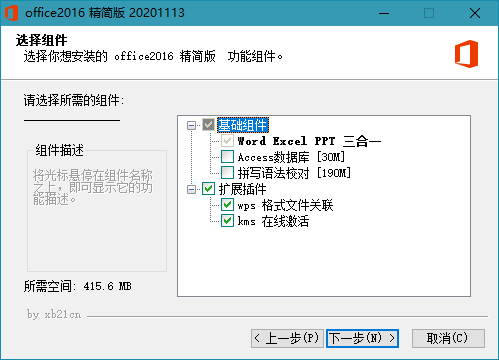 office2016 精简版 20201113
选择组件
选择你想安装的 office2016 精简版 功能组件。
请选择所需的组件:
组件描述
将光标悬停在组件名称之上，即可显示它的功能描述。
所需空间: 415.6 MB
基础组件
Word Excel PPT 三合一
Access数据库 [30M]
拼写语法校对 [190M]
扩展插件
wps 格式文件关联
kms 在线激活
by xb21cn
< 上一步(P)
下一步(N) >
取消(C)